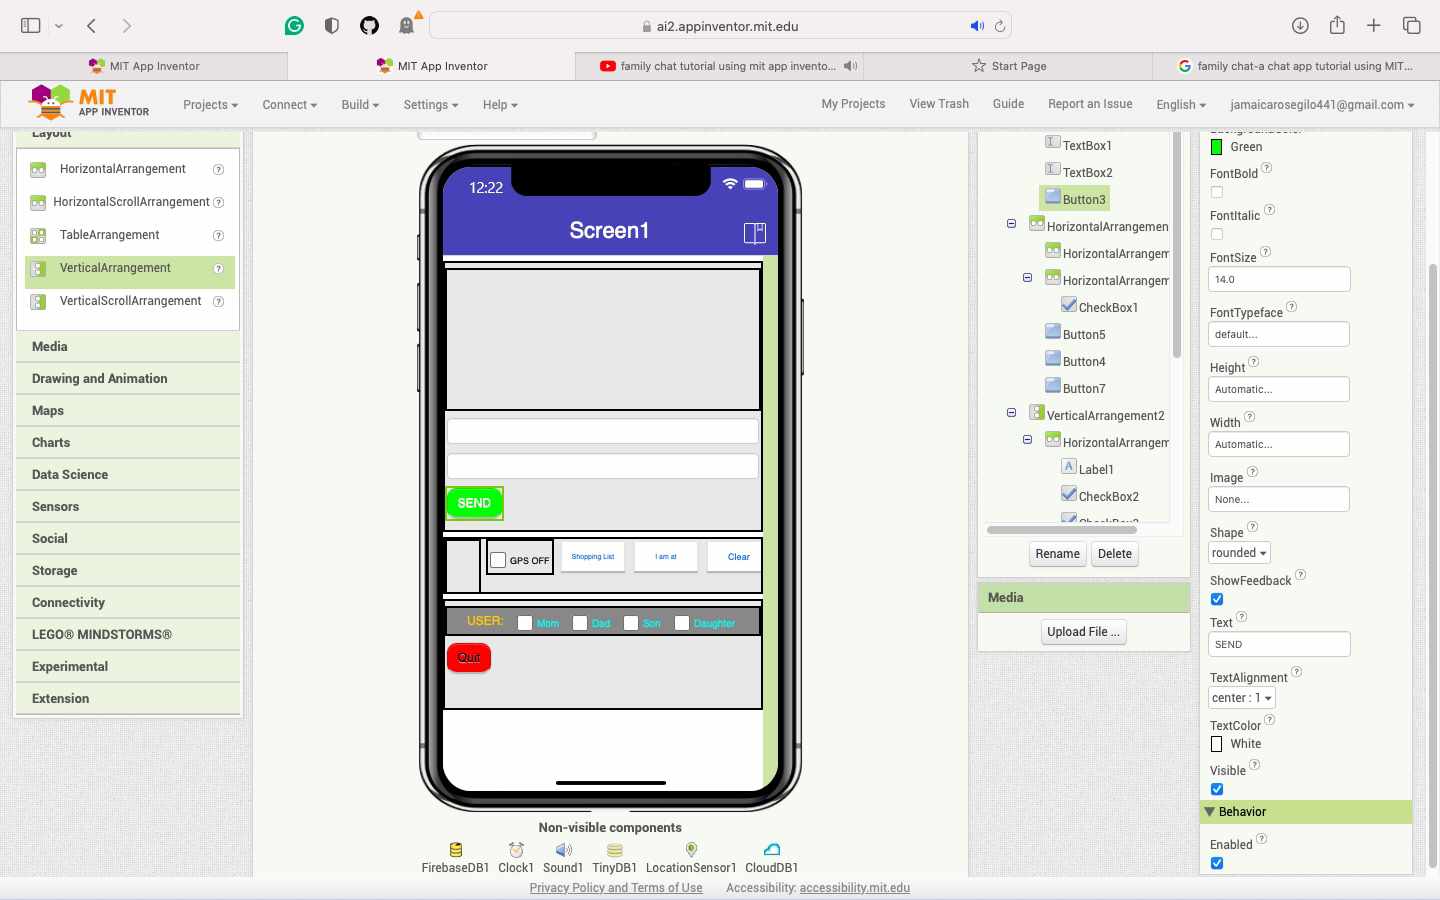 ai2.appinventor.mit.edu
MIT App Inventor
MIT App Inventor
family chat tutorial using mit app invento...
Start Page
family chat-a chat app tutorial using MIT...
MIT
APP INVENTOR
Projects
Connect
Build
Settings
Help
My Projects
View Trash
Guide
Report an Issue
English
jamaicarosegilo441@gmail.com
Layout
HorizontalArrangement
HorizontalScrollArrangement
TableArrangement
VerticalArrangement
VerticalScrollArrangement
Media
Drawing and Animation
Maps
Charts
Data Science
Sensors
Social
Storage
Connectivity
LEGO® MINDSTORMS®
Experimental
Extension
12:22
Screen1
SEND
GPS OFF
Shopping List
I am at
Clear
USER:
Mom
Dad
Son
Daughter
Quit
Non-visible components
FirebaseDB1
Clock1
Sound1
TinyDB1
LocationSensor1
CloudDB1
TextBox1
TextBox2
Button3
HorizontalArrangemen
HorizontalArrangem
HorizontalArrangem
CheckBox1
Button5
Button4
Button7
VerticalArrangement2
HorizontalArrangem
Label1
CheckBox2
CheckBox3
Rename
Delete
Media
Upload File ...
BackgroundColor
Green
FontBold
FontItalic
FontSize
14.0
FontTypeface
default...
Height
Automatic...
Width
Automatic...
Image
None...
Shape
rounded
ShowFeedback
Text
SEND
TextAlignment
center : 1
TextColor
White
Visible
Behavior
Enabled
Privacy Policy and Terms of Use
Accessibility: accessibility.mit.edu